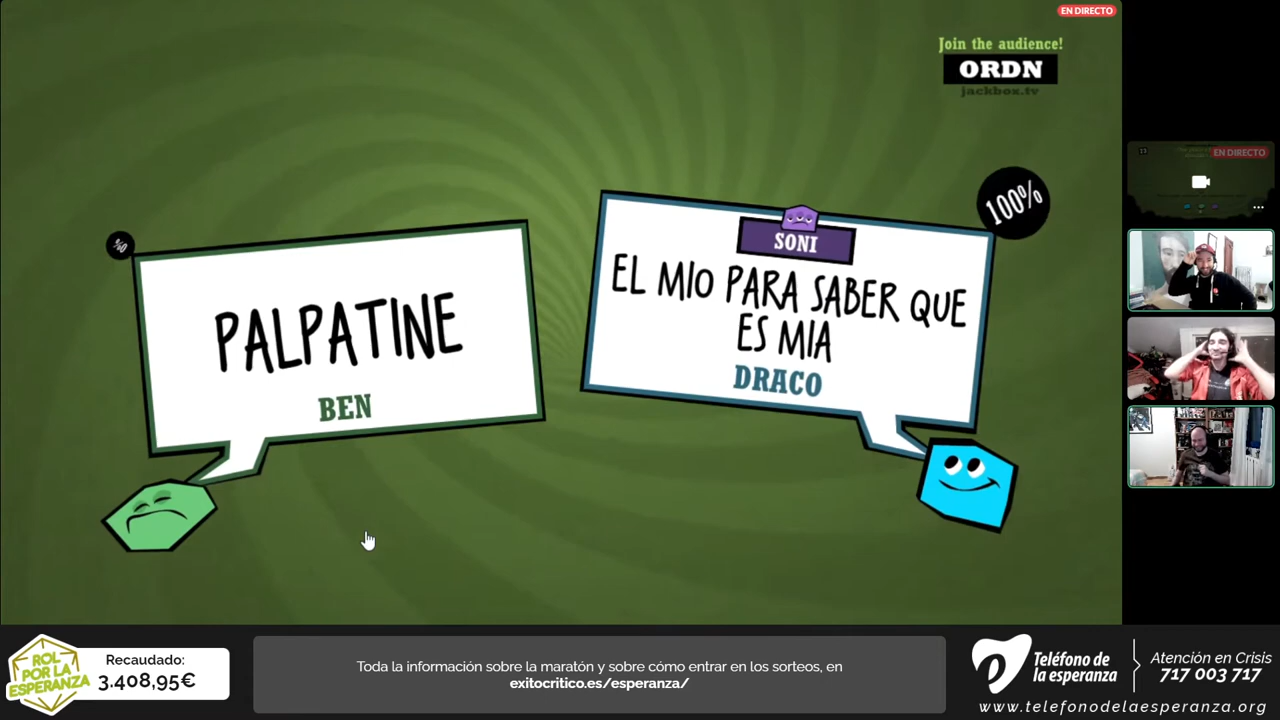 EN DIRECTO
Join the audience!
ORDN
jackbox.tv
EN DIRECTO
%0
PALPATINE
BEN
100%
SONI
EL MIO PARA SABER QUE
ES MIA
DRACO
ROL
POR LA
ESPERANZA
Recaudado:
3.408,95€
Toda la información sobre la maratón y sobre cómo entrar en los sorteos, en
exitocritico.es/esperanza/
Teléfono de
la esperanza
Atención en Crisis
717 003 717
www.telefonodelaesperanza.org